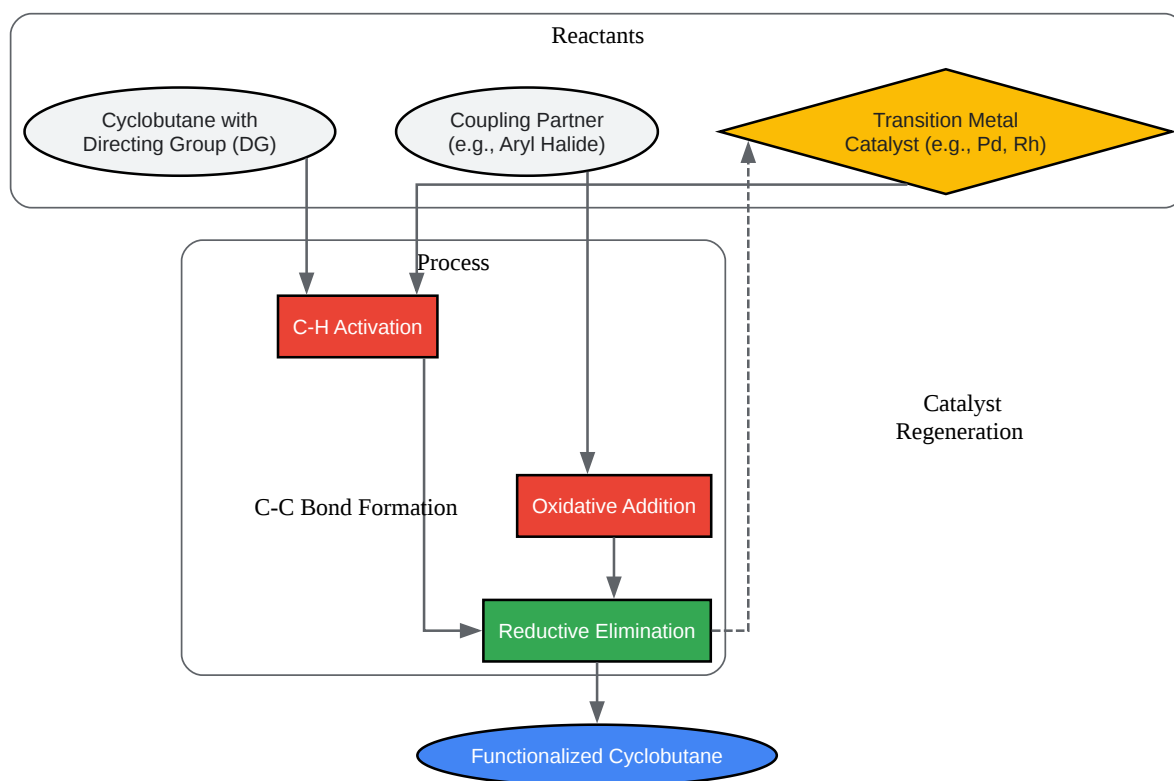 Reactants
Cyclobutane with
Directing Group (DG)
Coupling Partner
(e.g., Aryl Halide)
Transition Metal
Catalyst (e.g., Pd, Rh)
Process
C-H Activation
Catalyst
Regeneration
C-C Bond Formation
Oxidative Addition
Reductive Elimination
Functionalized Cyclobutane